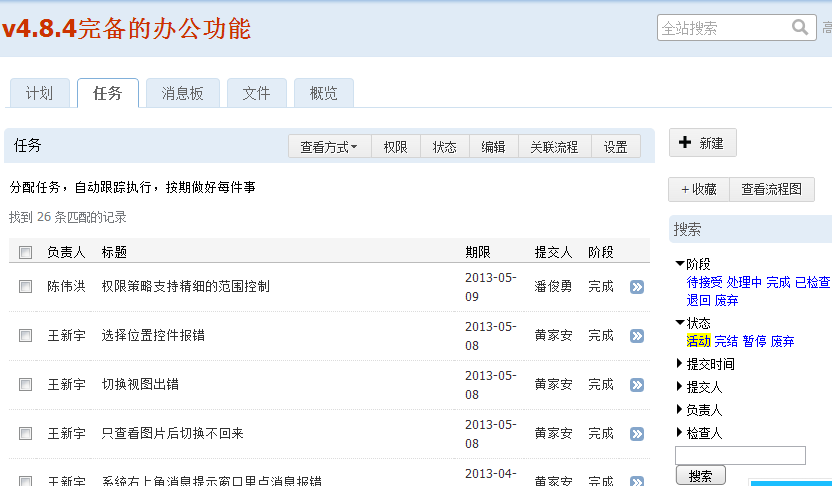 v4.8.4完备的办公功能
全站搜索
高
计划 任务 消息板 文件 概览
任务 查看方式 权限 状态 编辑 关联流程 设置
分配任务，自动跟踪执行，按期做好每件事
找到 26 条匹配的记录
负责人 标题 期限 提交人 阶段
陈伟洪 权限策略支持精细的范围控制 2013-05-09 潘俊勇 完成
王新宇 选择位置控件报错 2013-05-08 黄家安 完成
王新宇 切换视图出错 2013-05-08 黄家安 完成
王新宇 只查看图片后切换不回来 2013-05-08 黄家安 完成
王新宇 系统右上角消息提示窗口里点消息报错 2013-04- 黄家安 完成
新建
+收藏 查看流程图
搜索
阶段
待接受 处理中 完成 已检查
退回 废弃
状态
活动 完结 暂停 废弃
提交时间
提交人
负责人
检查人
搜索